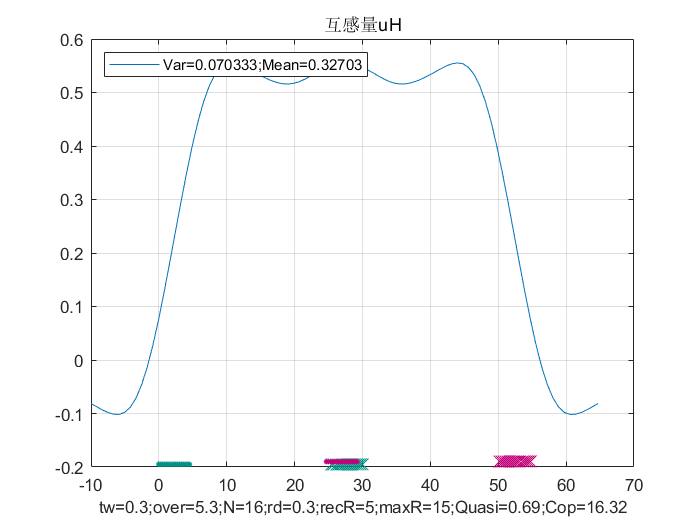 互感量uH
0.6
Var=0.070333;Mean=0.32703
0.5
0.4
0.3
0.2
0.1
0
-0.1
-0.2
-10 0 10 20 30 40 50 60 70
tw=0.3;over=5.3;N=16;rd=0.3;recR=5;maxR=15;Quasi=0.69;Cop=16.32